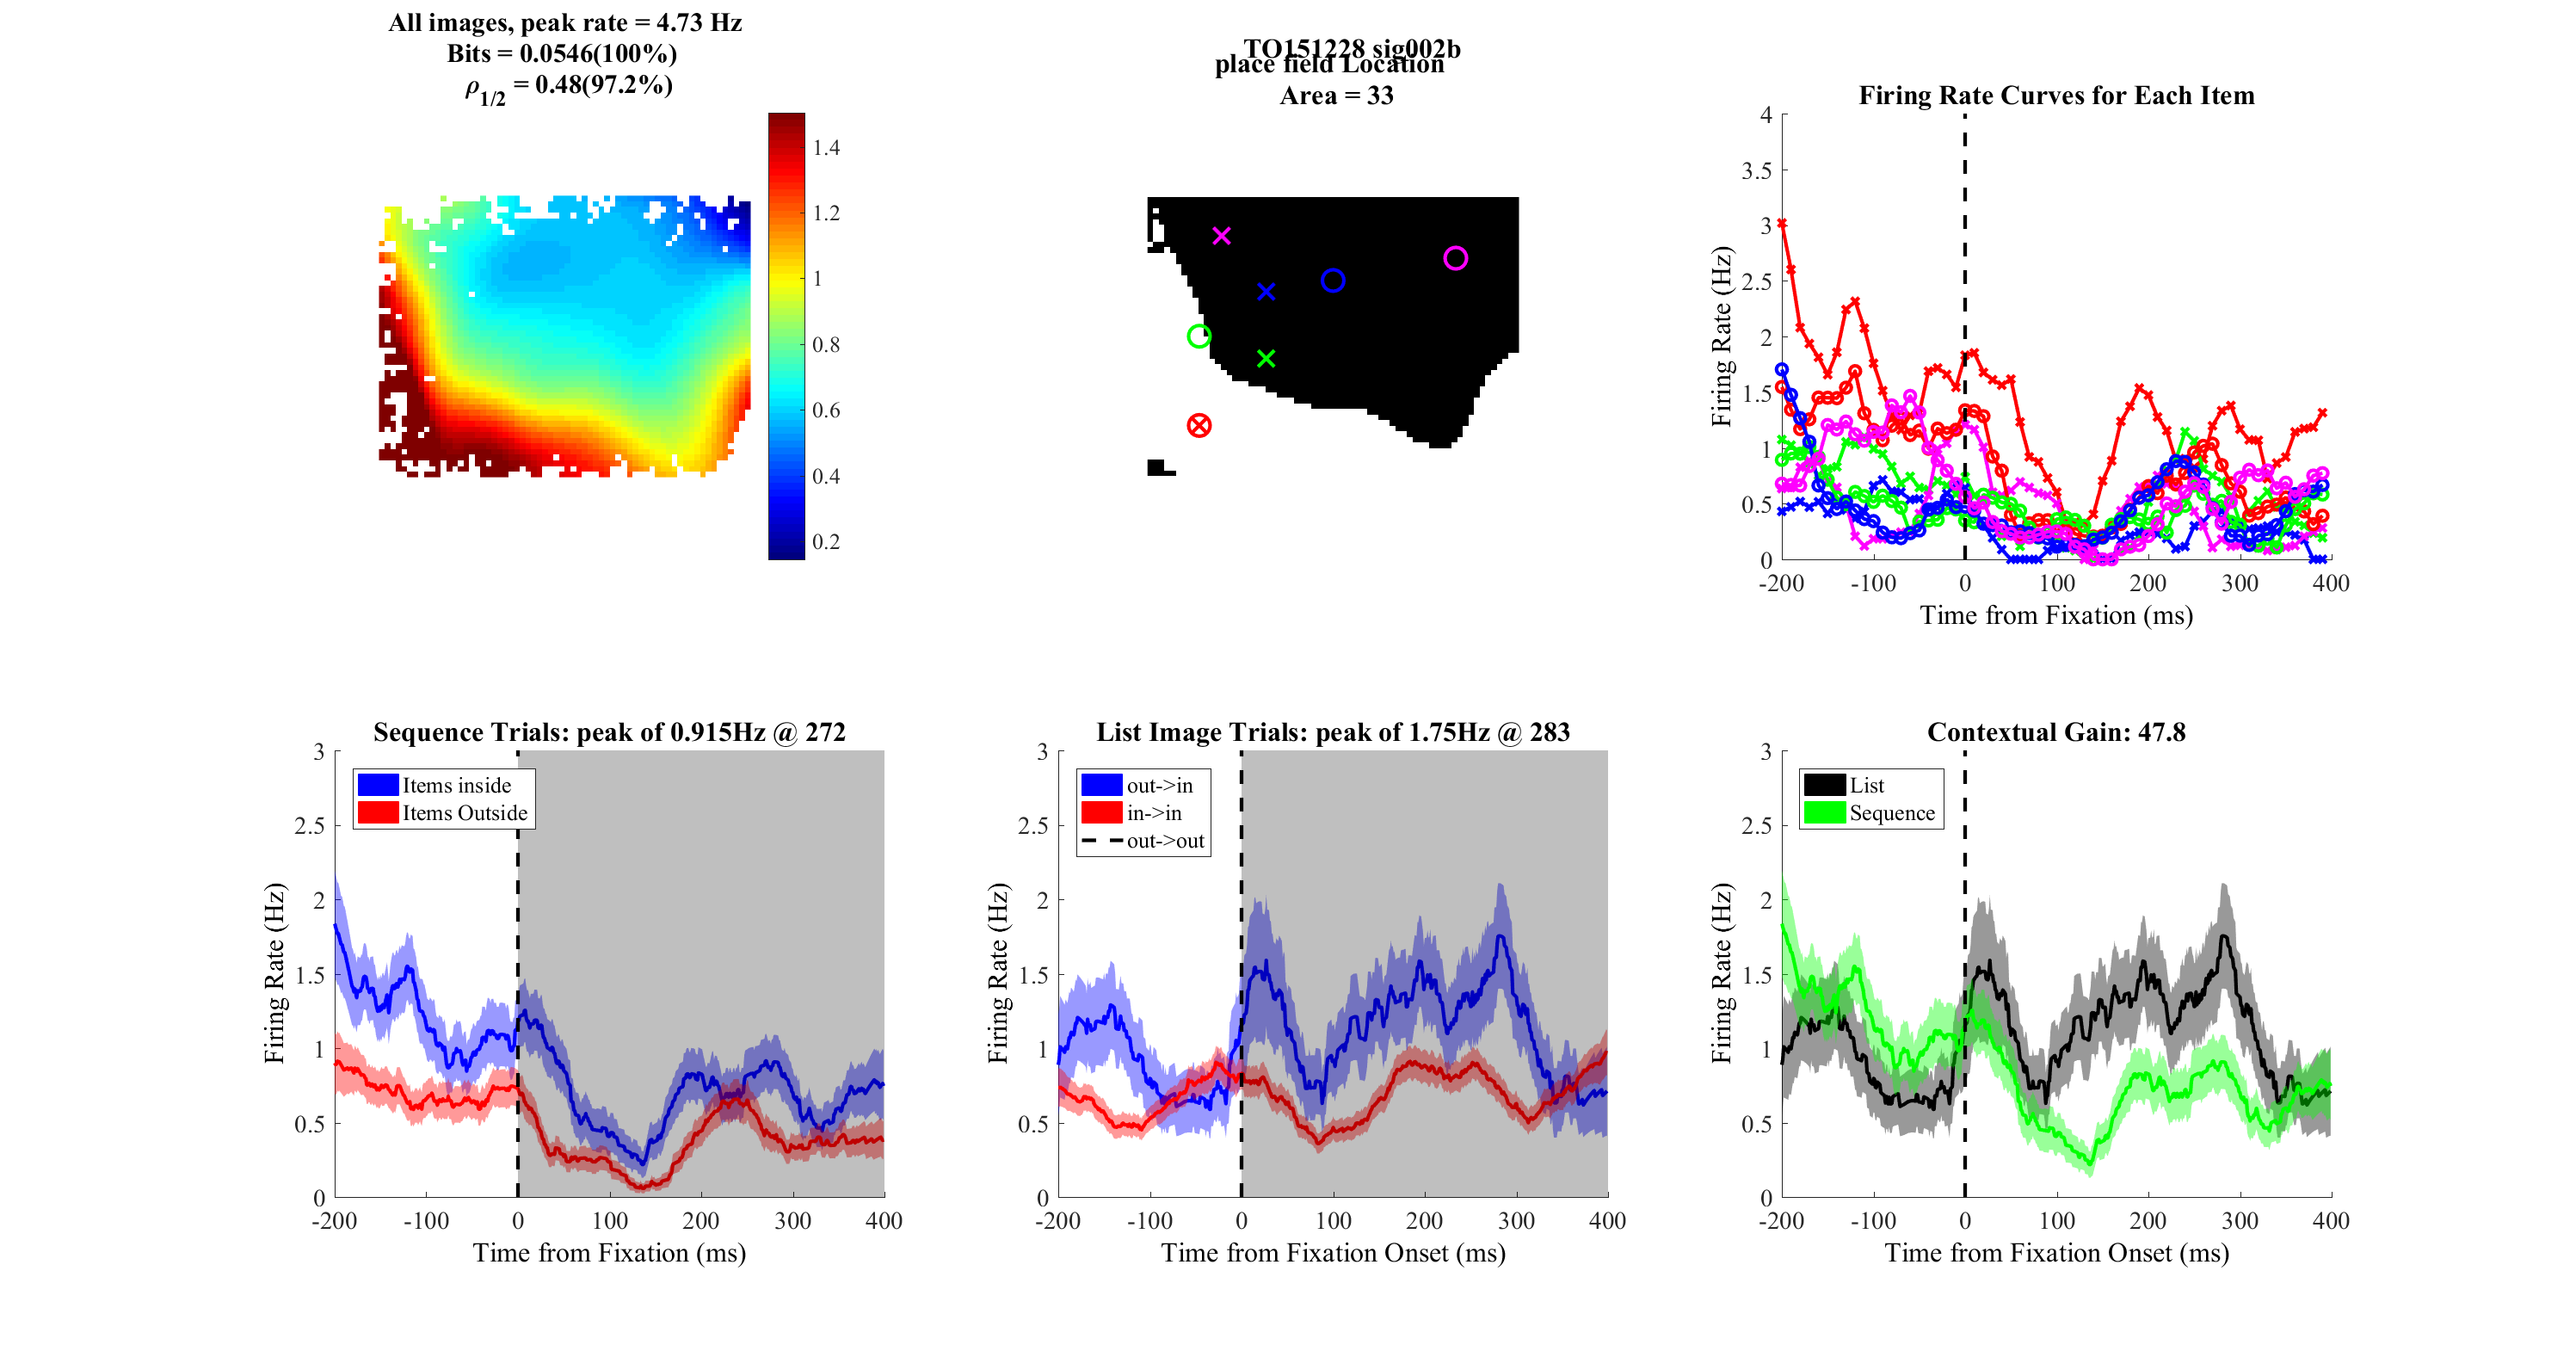 All images, peak rate = 4.73 Hz
Bits = 0.0546(100%)
ρ1/2 = 0.48(97.2%)
1.4
1.2
1
0.8
0.6
0.4
0.2
TO151228 sig002b
place field Location
Area = 33
Firing Rate Curves for Each Item
4
3.5
3
2.5
2
1.5
1
0.5
0
Firing Rate (Hz)
-200 -100 0 100 200 300 400
Time from Fixation (ms)
Sequence Trials: peak of 0.915Hz @ 272
Items inside
Items Outside
3
2.5
2
1.5
1
0.5
0
Firing Rate (Hz)
-200 -100 0 100 200 300 400
Time from Fixation (ms)
List Image Trials: peak of 1.75Hz @ 283
out->in
in->in
out->out
3
2.5
2
1.5
1
0.5
0
Firing Rate (Hz)
-200 -100 0 100 200 300 400
Time from Fixation Onset (ms)
Contextual Gain: 47.8
List
Sequence
3
2.5
2
1.5
1
0.5
0
Firing Rate (Hz)
-200 -100 0 100 200 300 400
Time from Fixation Onset (ms)